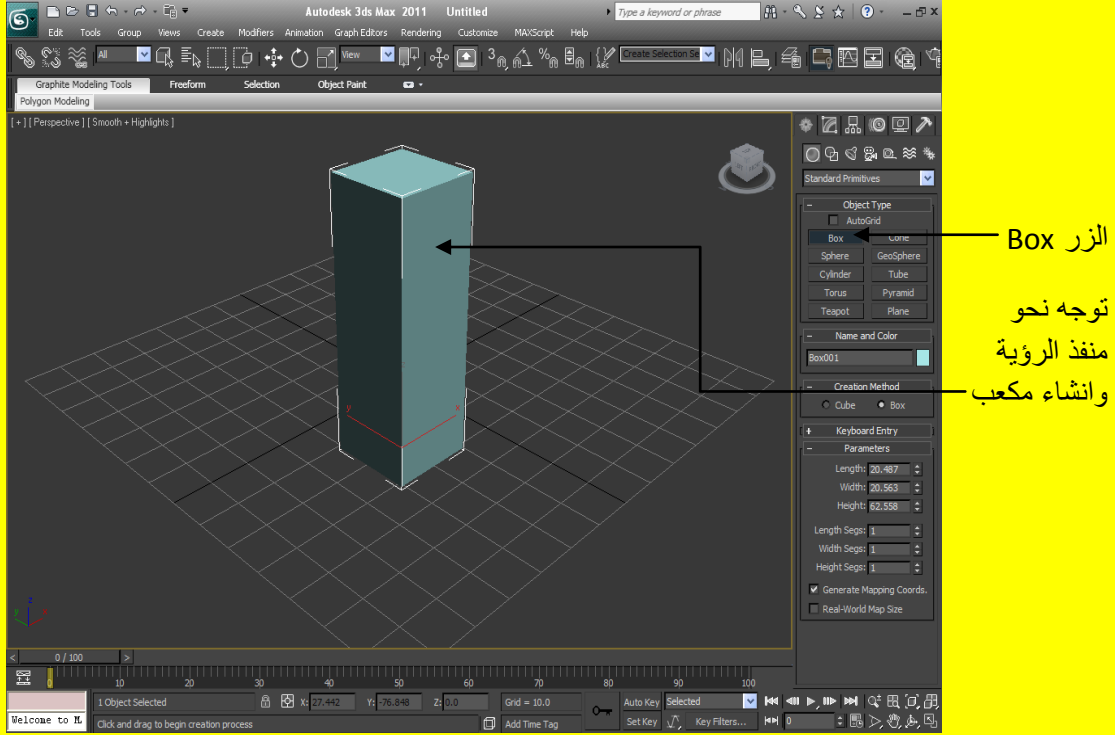 Autodesk 3ds Max 2011 Untitled
Type a keyword or phrase
Edit Tools Group Views Create Modifiers Animation Graph Editors Rendering Customize MAXScript Help
All
View
3
Create Selection Se
Graphite Modeling Tools Freeform Selection Object Paint
Polygon Modeling
[ + ] [ Perspective ] [ Smooth + Highlights ]
Standard Primitives
Object Type
AutoGrid
Box Cone
Sphere GeoSphere
Cylinder Tube
Torus Pyramid
Teapot Plane
Name and Color
Box001
Creation Method
Cube Box
Keyboard Entry
Parameters
Length: 20.487
Width: 20.563
Height: 62.558
Length Segs: 1
Width Segs: 1
Height Segs: 1
Generate Mapping Coords.
Real-World Map Size
الزر Box
توجه نحو
منفذ الرؤية
وانشاء مكعب
y x
z
y x
0 / 100
0 10 20 30 40 50 60 70 80 90 100
1 Object Selected X: 27.442 Y: -76.848 Z: 0.0 Grid = 10.0 Auto Key Selected
Welcome to M. Click and drag to begin creation process Add Time Tag Set Key Key Filters... 0